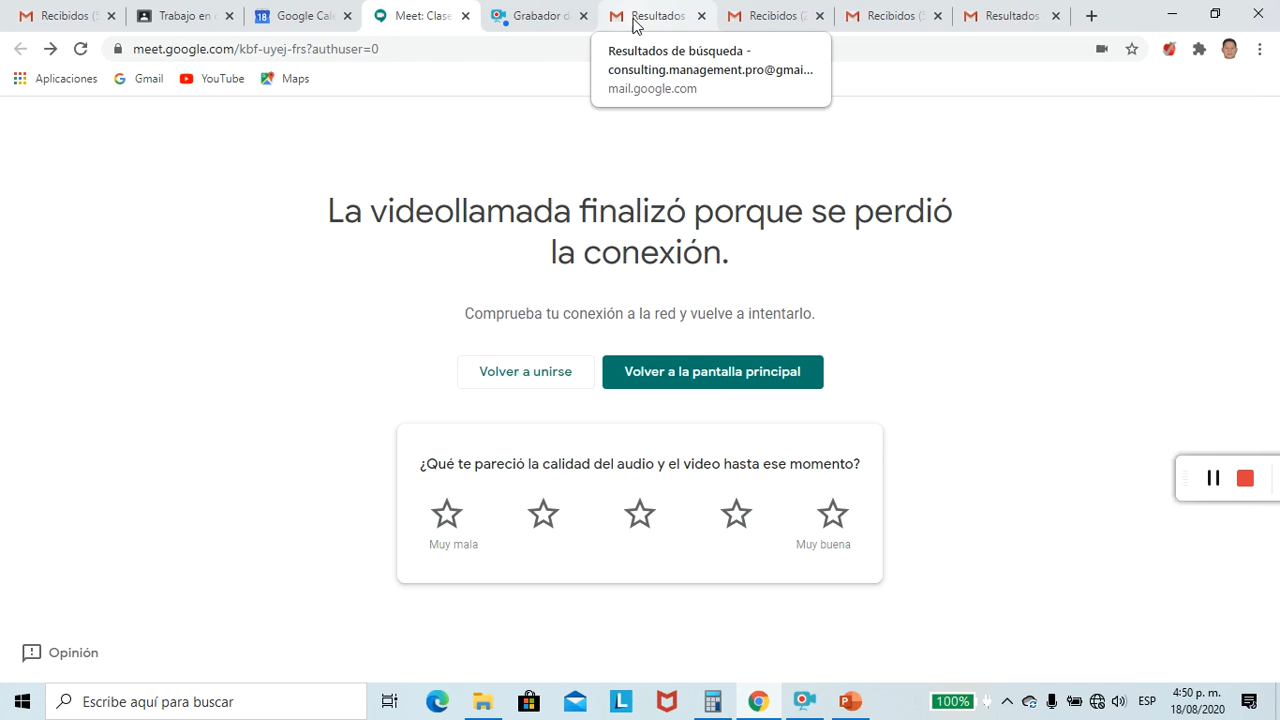 Recibidos (5
Trabajo en c
Google Cale
Meet: Clase
Grabador d
Resultados
Recibidos (2
Recibidos (3
Resultados
meet.google.com/kbf-uyej-frs?authuser=0
Aplicaciones
Gmail
YouTube
Maps
Resultados de búsqueda -
consulting.management.pro@gmai...
mail.google.com
La videollamada finalizó porque se perdió
la conexión.
Comprueba tu conexión a la red y vuelve a intentarlo.
Volver a unirse
Volver a la pantalla principal
¿Qué te pareció la calidad del audio y el video hasta ese momento?
Muy mala
Muy buena
Opinión
Escribe aquí para buscar
100%
ESP
4:50 p. m.
18/08/2020